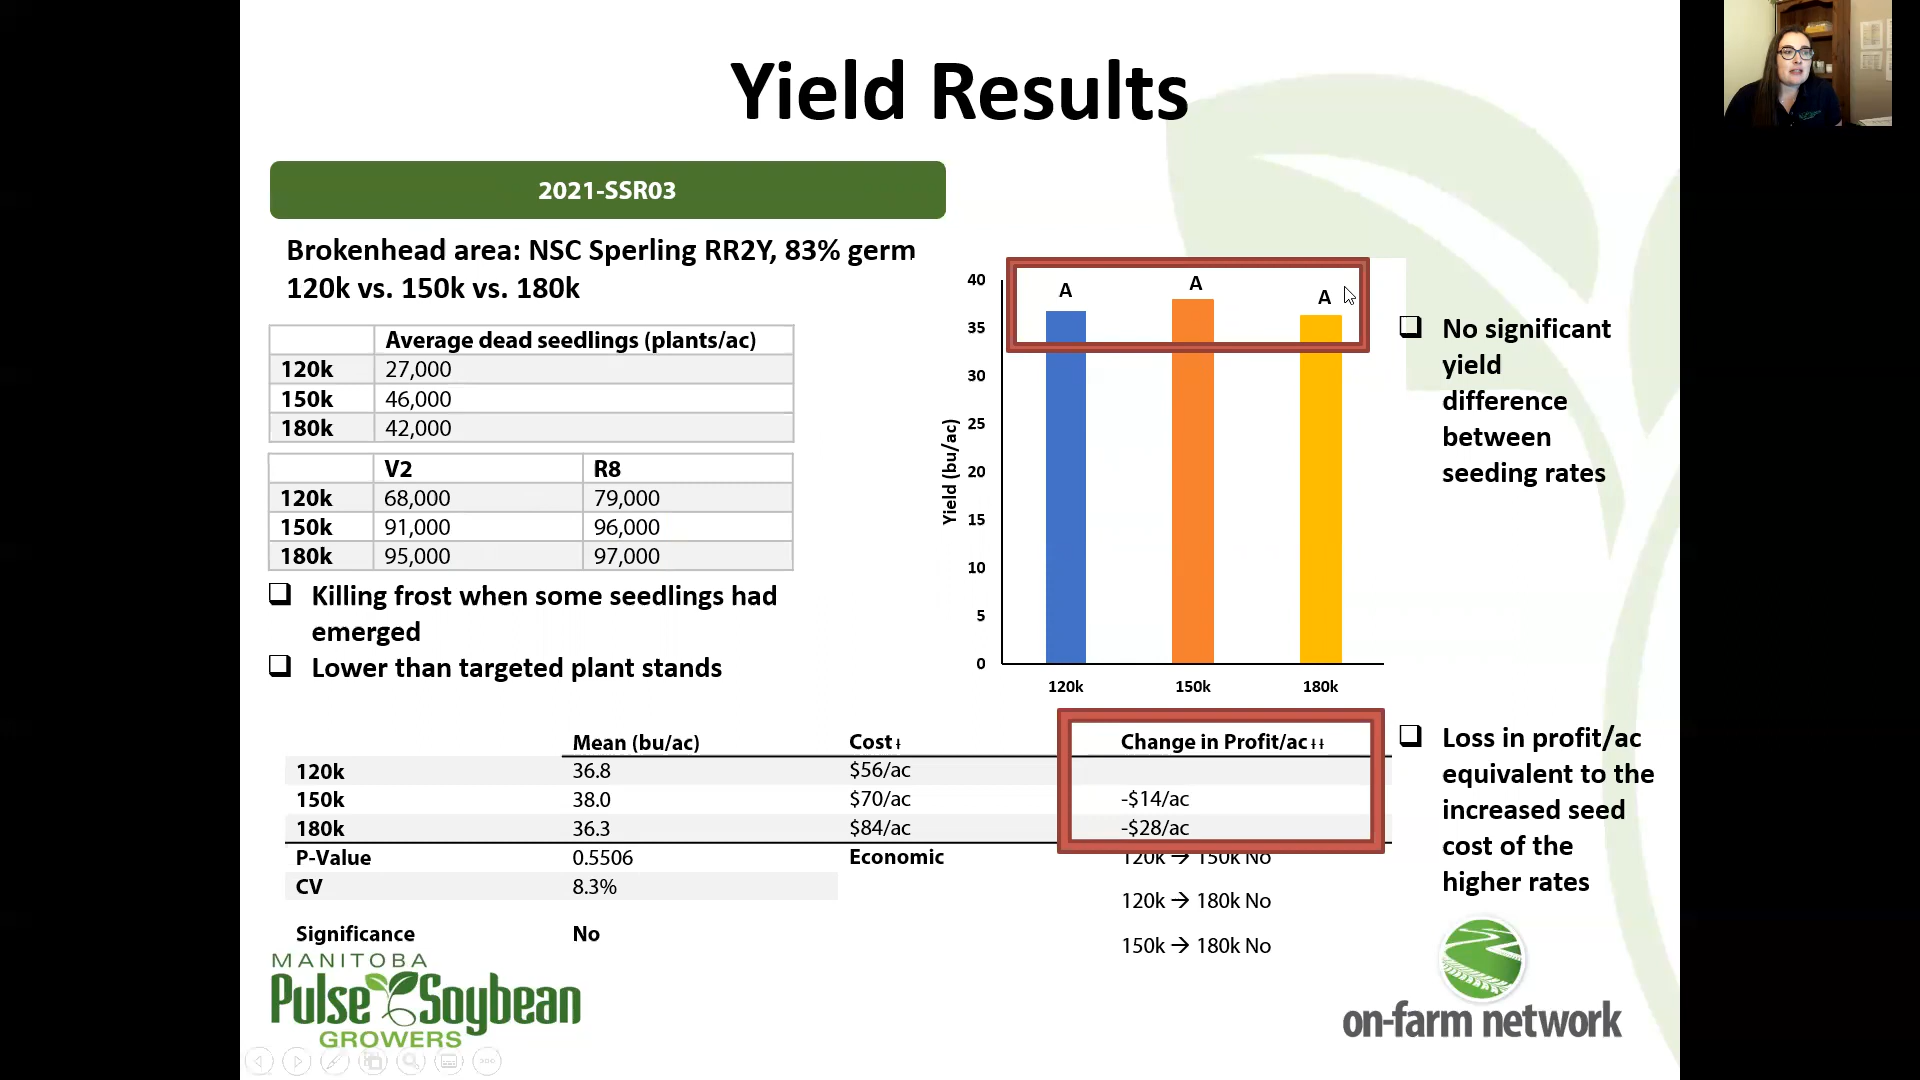 Yield Results
2021-SSR03
Brokenhead area: NSC Sperling RR2Y, 83% germ
120k vs. 150k vs. 180k
Average dead seedlings (plants/ac)
120k 27,000
150k 46,000
180k 42,000
V2 R8
120k 68,000 79,000
150k 91,000 96,000
180k 95,000 97,000
❑ Killing frost when some seedlings had
emerged
❑ Lower than targeted plant stands
Yield (bu/ac)
40
35
30
25
20
15
10
5
0
A A A
120k 150k 180k
❑ No significant
yield
difference
between
seeding rates
Mean (bu/ac) Cost ƚ Change in Profit/ac ƚ ƚ
120k 36.8 $56/ac
150k 38.0 $70/ac -$14/ac
180k 36.3 $84/ac -$28/ac
P-Value 0.5506 Economic 120k → 150k No
CV 8.3%
120k → 180k No
Significance No
150k → 180k No
❑ Loss in profit/ac
equivalent to the
increased seed
cost of the
higher rates
MANITOBA
Pulse Soybean
GROWERS
on-farm network